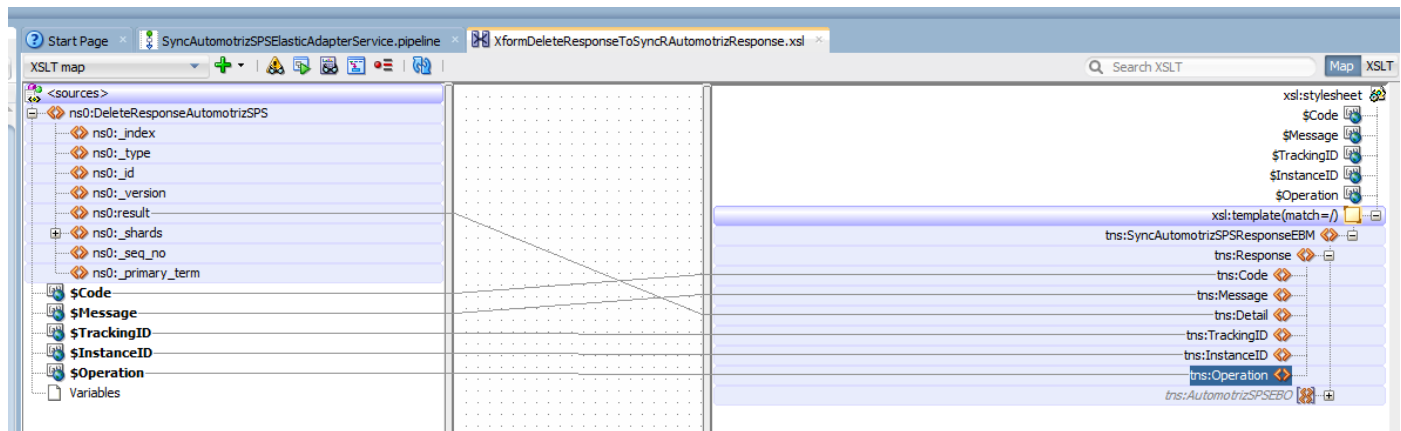 Start Page
SyncAutomotrizSPSElasticAdapterService.pipeline
XformDeleteResponseToSyncRAutomotrizResponse.xsl
XSLT map
Search XSLT
Map
XSLT
<sources>
xsl:stylesheet
ns0:DeleteResponseAutomotrizSPS
$Code
ns0:_index
$Message
ns0:_type
$TrackingID
ns0:_id
$InstanceID
ns0:_version
$Operation
ns0:result
xsl:template(match=/)
ns0:_shards
tns:SyncAutomotrizSPSResponseEBM
ns0:_seq_no
tns:Response
ns0:_primary_term
tns:Code
$Code
tns:Message
$Message
tns:Detail
$TrackingID
tns:TrackingID
$InstanceID
tns:InstanceID
$Operation
tns:Operation
Variables
tns:AutomotrizSPSEBO